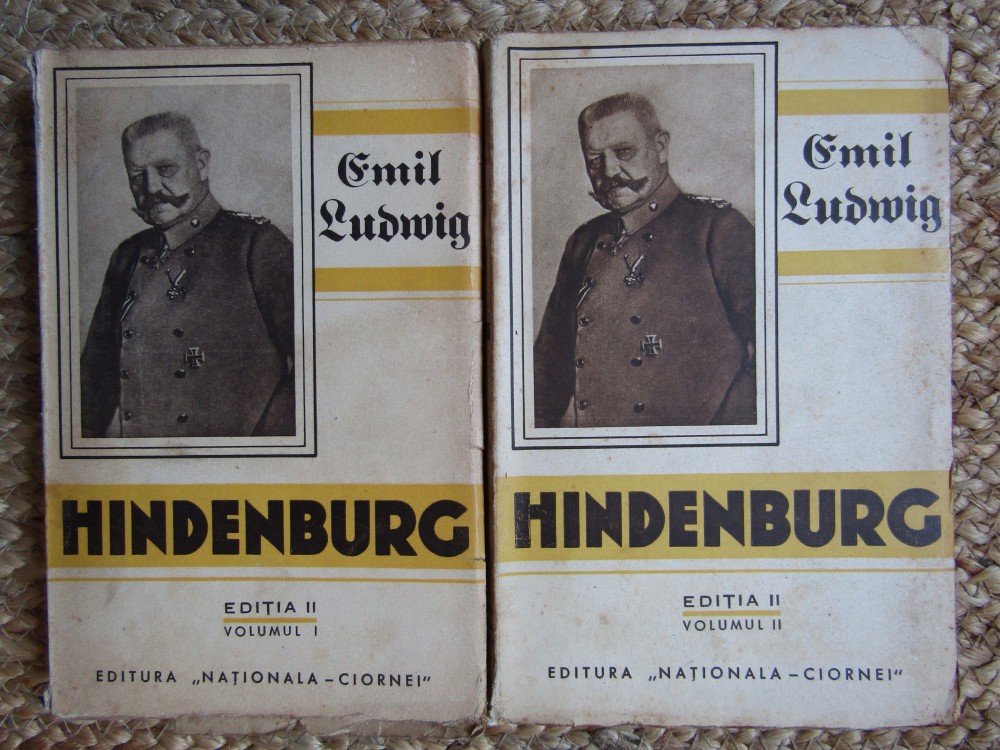 Emil
Ludwig
HINDENBURG
EDIȚIA II
VOLUMUL I
EDITURA „NAȚIONALA – CIORNEI"
Emil
Ludwig
HINDENBURG
EDIȚIA II
VOLUMUL II
EDITURA „NAȚIONALA – CIORNEI"